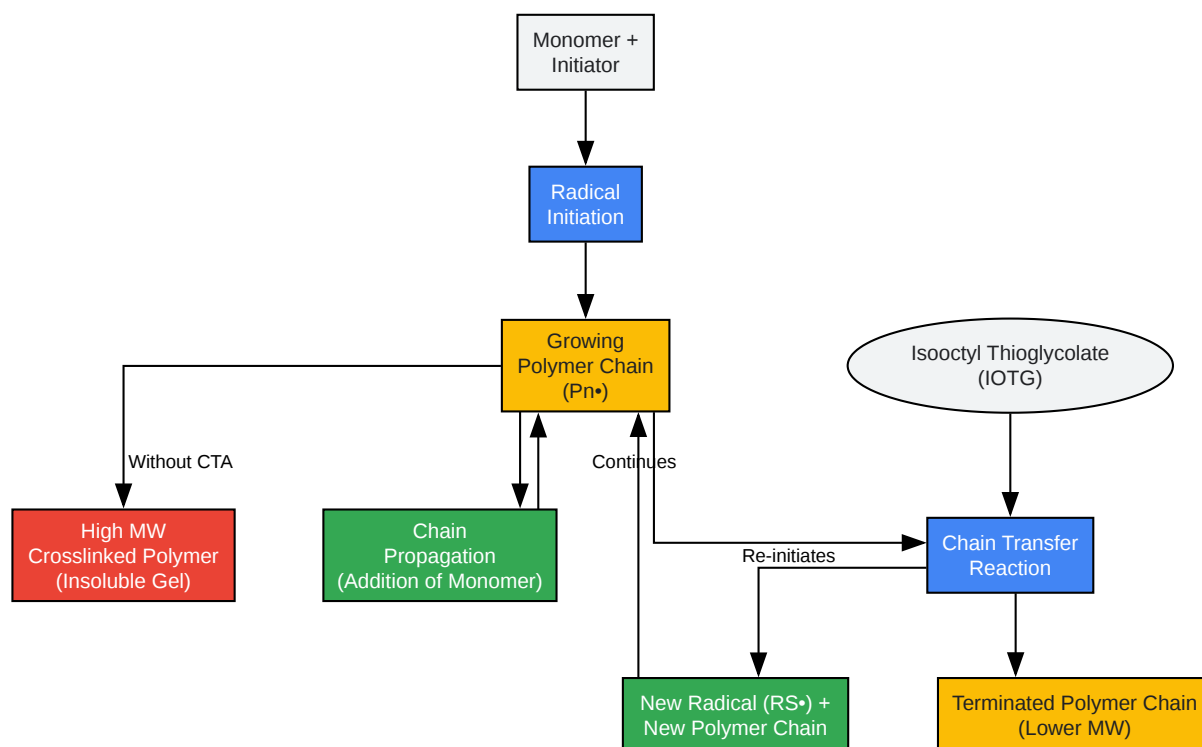 Monomer +
Initiator
Radical
Initiation
Growing
Polymer Chain
(Pn•)
Isooctyl Thioglycolate
(IOTG)
Without CTA
Continues
High MW
Crosslinked Polymer
(Insoluble Gel)
Chain
Propagation
(Addition of Monomer)
Re-initiates
Chain Transfer
Reaction
New Radical (RS•) +
New Polymer Chain
Terminated Polymer Chain
(Lower MW)